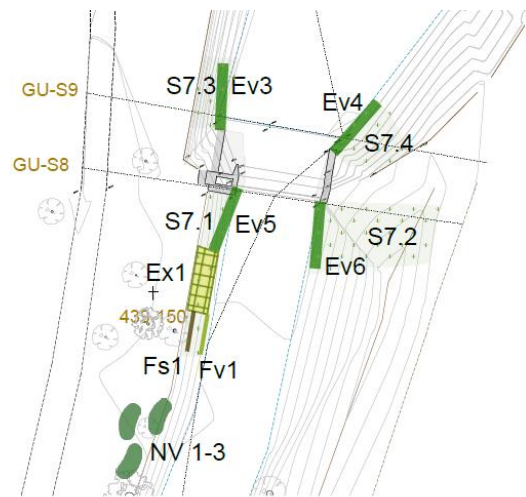 GU-S9
S7.3
Ev3
Ev4
S7.4
GU-S8
S7.1
Ev5
S7.2
Ev6
Ex1
439-150
Fs1
Fv1
NV 1-3